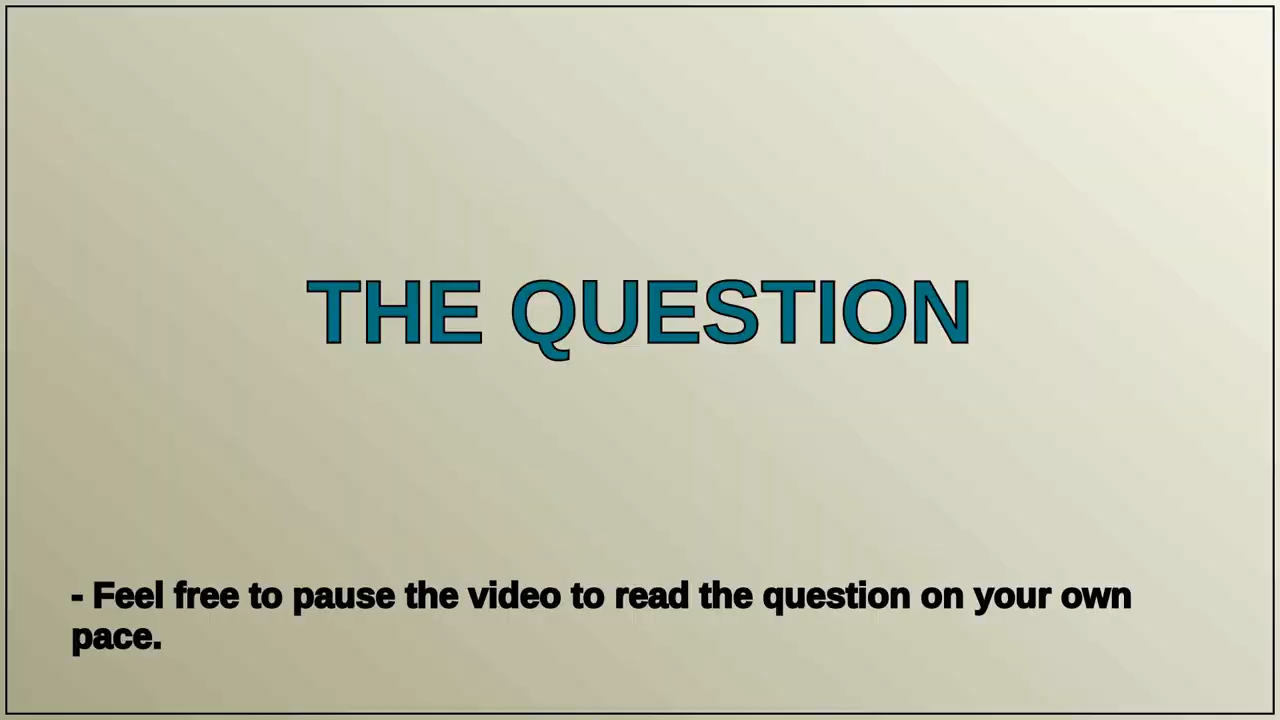 THE QUESTION
- Feel free to pause the video to read the question on your own
pace.